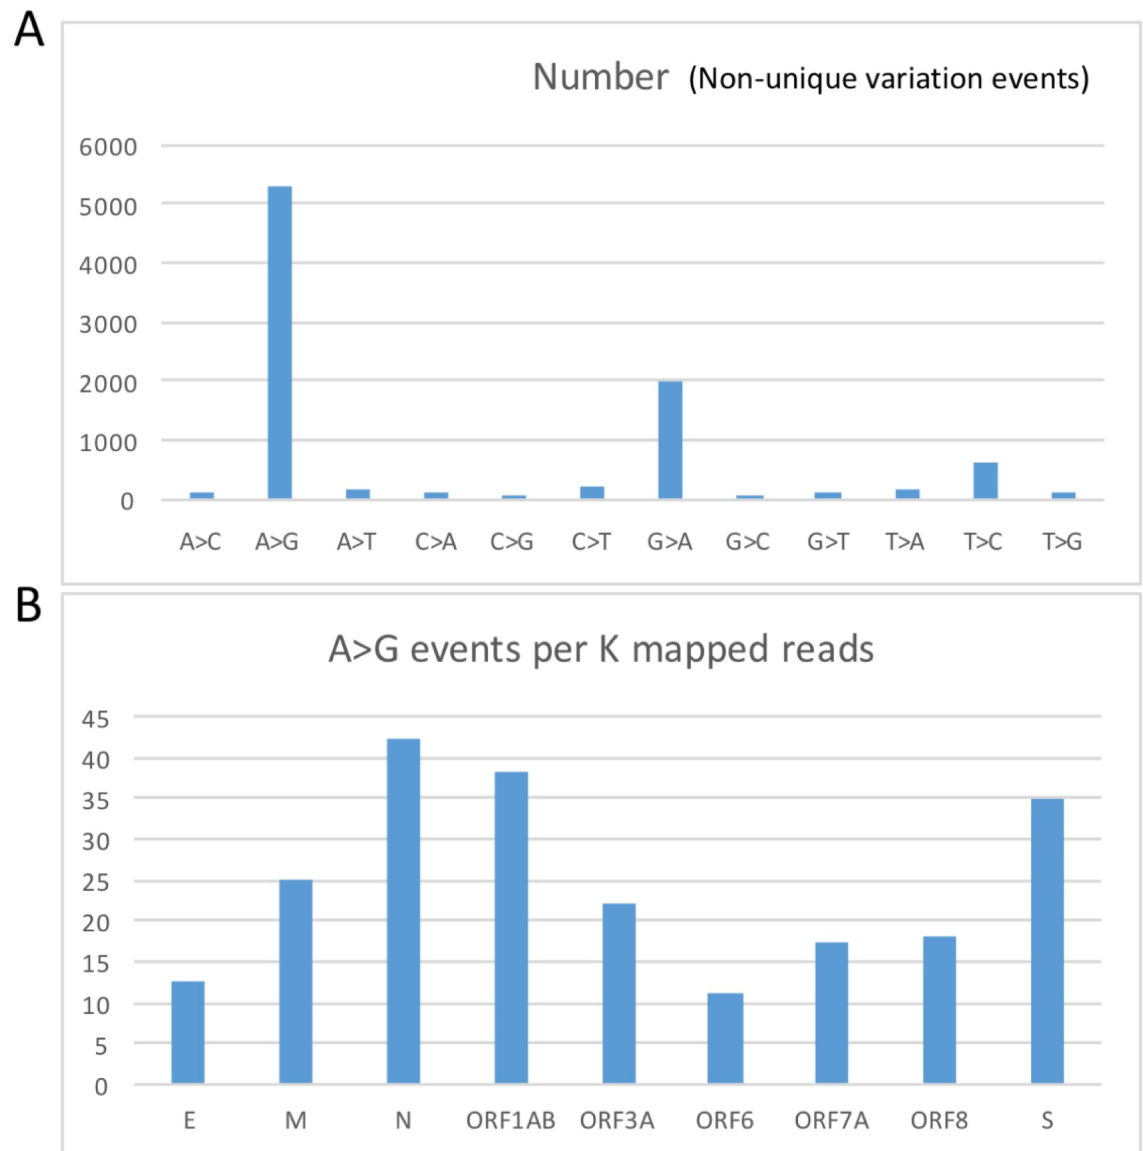 A
Number (Non-unique variation events)
6000
5000
4000
3000
2000
1000
0
A>C A>G A>T C>A C>G C>T G>A G>C G>T T>A T>C T>G
B
A>G events per K mapped reads
45
40
35
30
25
20
15
10
5
0
E M N ORF1AB ORF3A ORF6 ORF7A ORF8 S